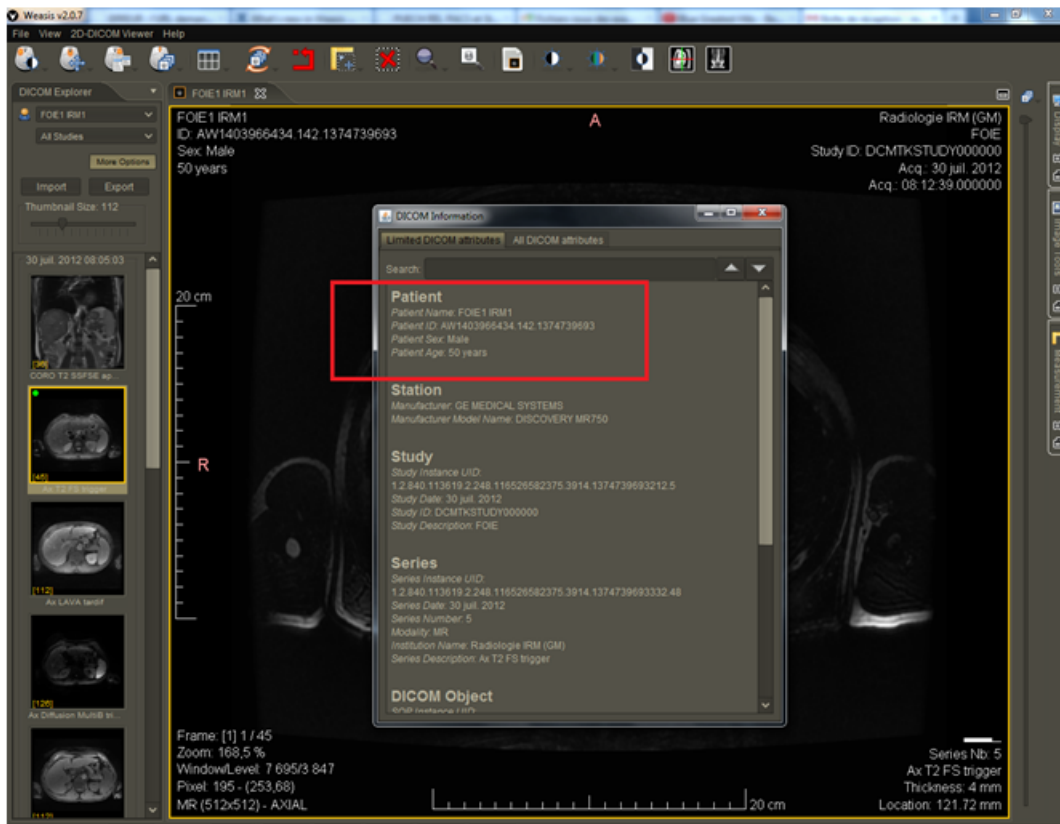 Weasis v2.0.7
File View 2D-DICOM Viewer Help
DICOM Explorer
FOIE1 IRM1
All Studies
More Options
Import Export
Thumbnail Size: 112
30 juil. 2012 08:05:03
[36]
CORO T2 SSFSE ap...
[45]
Ax T2 FS trigger
[112]
Ax LAVA tardif
[126]
Ax Diffusion MultiB tri...
[112]
FOIE1 IRM1
FOIE1 IRM1
ID: AW1403966434.142.1374739693
Sex: Male
50 years
A
Radiologie IRM (GM)
FOIE
Study ID: DCMTKSTUDY000000
Acq.: 30 juil. 2012
Acq.: 08:12:39.000000
20 cm
R
DICOM Information
Limited DICOM attributes All DICOM attributes
Search:
Patient
Patient Name: FOIE1 IRM1
Patient ID: AW1403966434.142.1374739693
Patient Sex: Male
Patient Age: 50 years
Station
Manufacturer: GE MEDICAL SYSTEMS
Manufacturer Model Name: DISCOVERY MR750
Study
Study Instance UID:
1.2.840.113619.2.248.116526582375.3914.1374739693212.5
Study Date: 30 juil. 2012
Study ID: DCMTKSTUDY000000
Study Description: FOIE
Series
Series Instance UID:
1.2.840.113619.2.248.116526582375.3914.1374739693332.48
Series Date: 30 juil. 2012
Series Number: 5
Modality: MR
Institution Name: Radiologie IRM (GM)
Series Description: Ax T2 FS trigger
DICOM Object
SOP Instance UID:
Frame: [1] 1 / 45
Zoom: 168,5 %
Window/Level: 7 695/3 847
Pixel: 195 - (253,68)
MR (512x512) - AXIAL
20 cm
Series Nb: 5
Ax T2 FS trigger
Thickness: 4 mm
Location: 121.72 mm
Display
Image Tools
Measurement